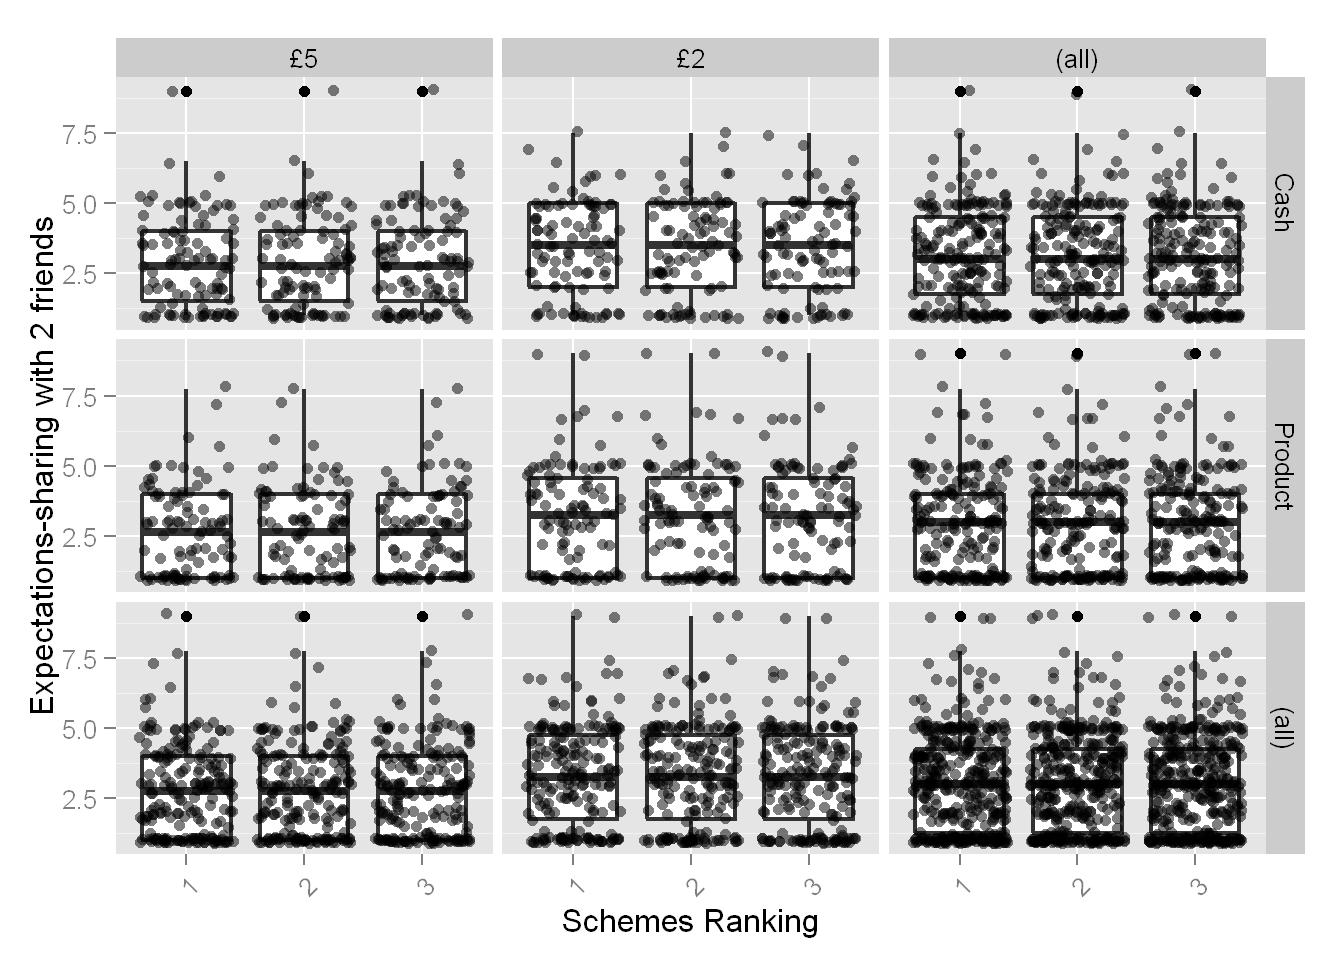 £5 £2 (all)
7.5
5.0
2.5
Cash
7.5
5.0
2.5
Product
7.5
5.0
2.5
(all)
Expectations-sharing with 2 friends
1 2 3 1 2 3 1 2 3
Schemes Ranking